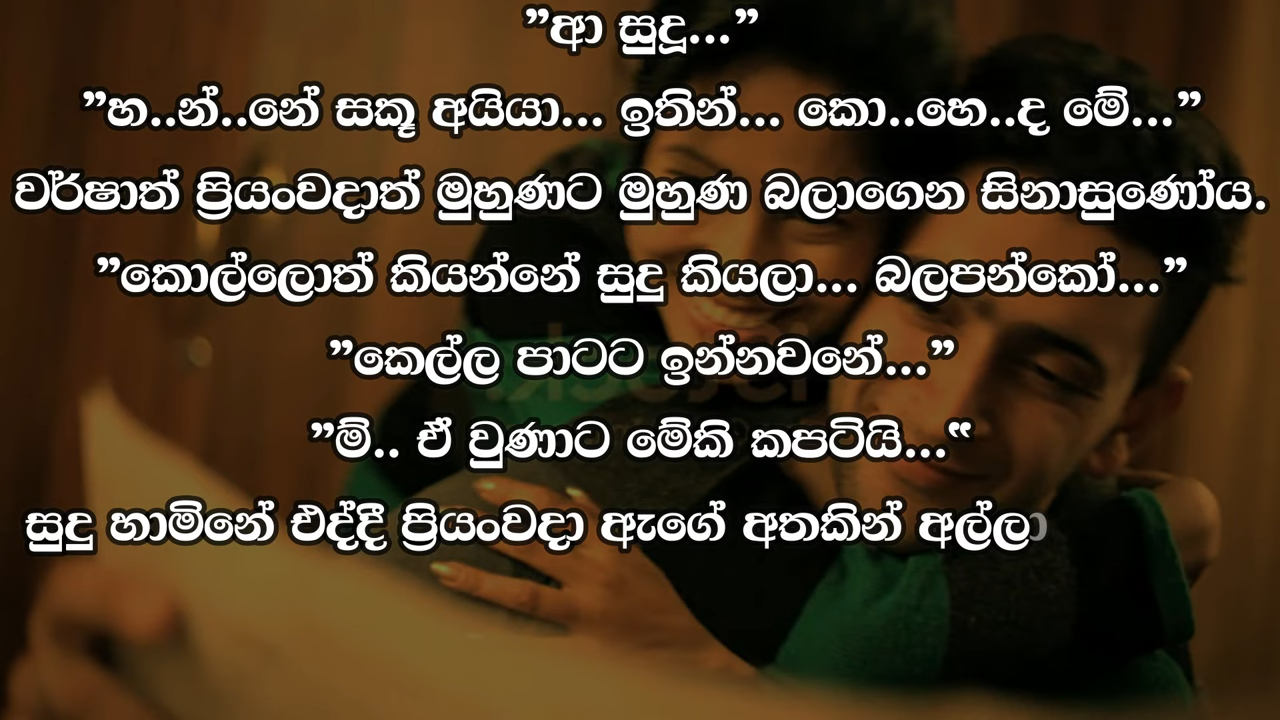 ”ආ සුදූ...”
”හ..න්..නේ සකූ අයියා... ඉතින්... කො..හෙ..ද මේ...”
වර්ෂාත් ප්‍රියංවදාත් මුහුණට මුහුණ බලාගෙන සිනාසුණෝය.
”කොල්ලොත් කියන්නේ සුදු කියලා... බලපන්කෝ...”
”කෙල්ල පාටට ඉන්නවනේ...”
”ම්.. ඒ වුණාට මේකි කපටියි...“
සුදු හාමිනේ එද්දී ප්‍රියංවදා ඇගේ අතකින් අල්ලා